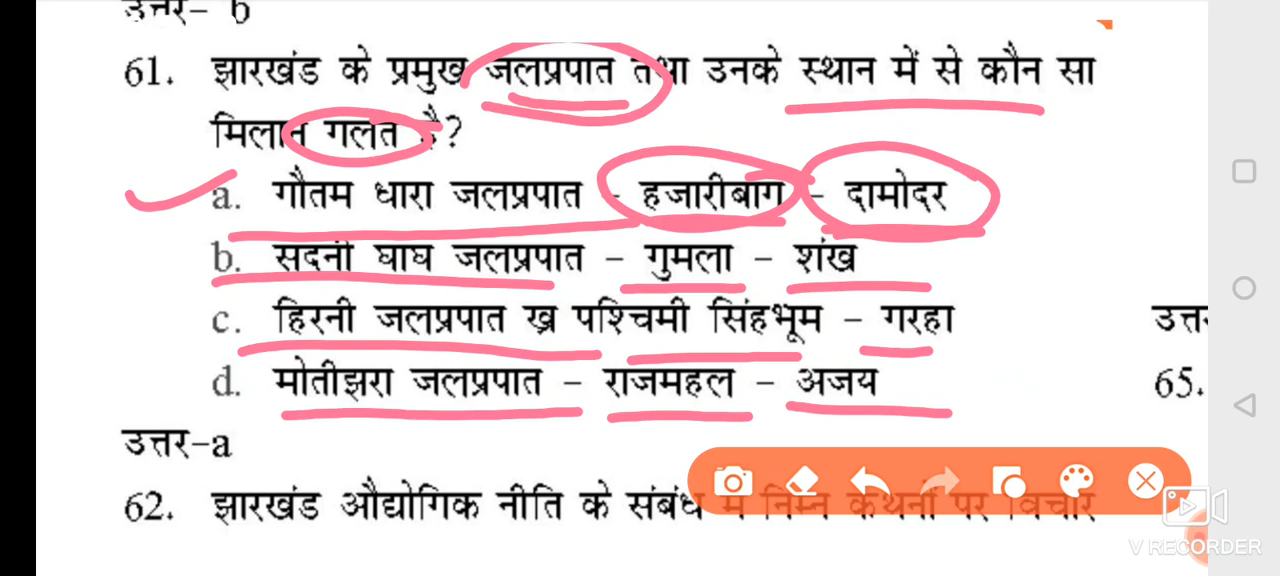 उत्तर– b
61. झारखंड के प्रमुख जलप्रपात तथा उनके स्थान में से कौन सा
मिलान गलत है?
a. गौतम धारा जलप्रपात – हजारीबाग – दामोदर
b. सदनी घाघ जलप्रपात – गुमला – शंख
c. हिरनी जलप्रपात ख्र पश्चिमी सिंहभूम – गरहा
d. मोतीझरा जलप्रपात – राजमहल – अजय
उत्तर–a
62. झारखंड औद्योगिक नीति के संबंध में निम्न कथनों पर विचार
उत्त
65.
V RECORDER